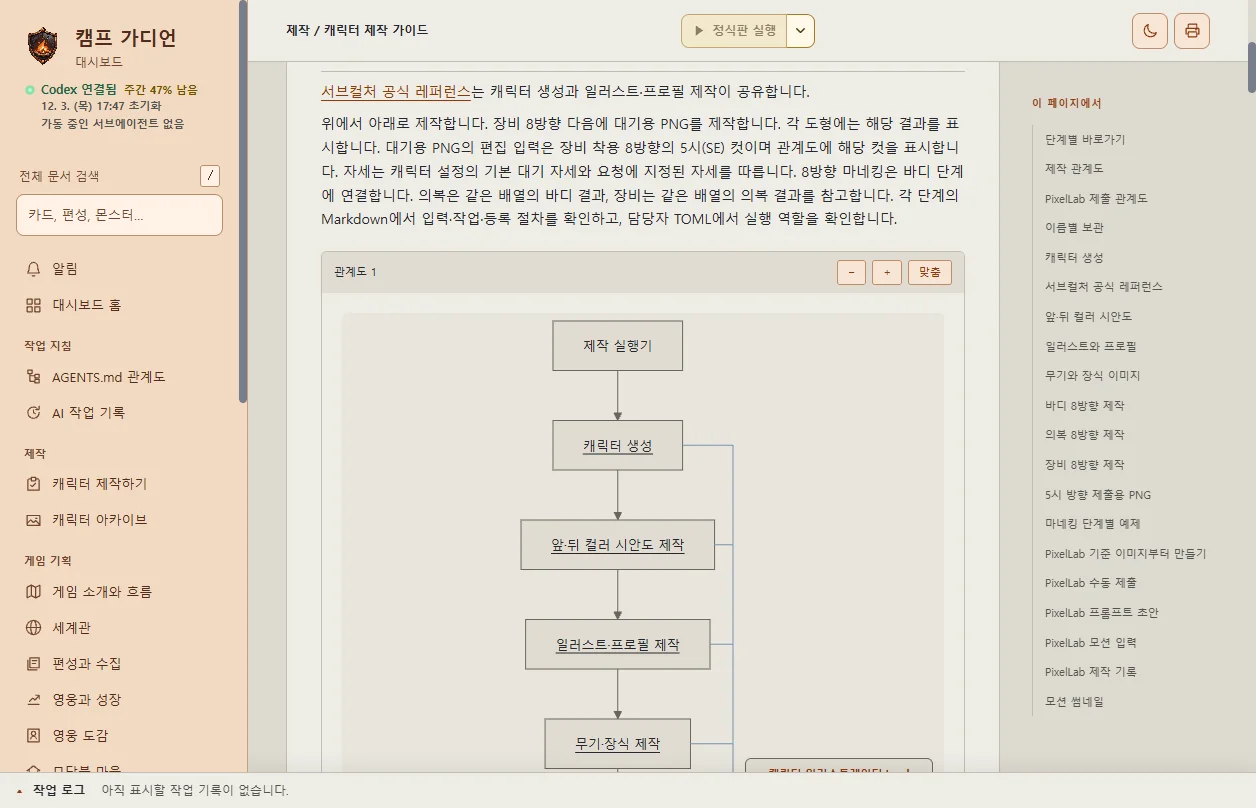 캠프 가디언
대시보드
Codex 연결됨 주간 47% 남음
12. 3. (목) 17:47 초기화
가동 중인 서브에이전트 없음
전체 문서 검색 /
카드, 편성, 몬스터...
알림
대시보드 홈
작업 지침
AGENTS.md 관계도
AI 작업 기록
제작
캐릭터 제작하기
캐릭터 아카이브
게임 기획
게임 소개와 흐름
세계관
편성과 수집
영웅과 성장
영웅 도감
제작 / 캐릭터 제작 가이드
정식판 실행
서브컬처 공식 레퍼런스는 캐릭터 생성과 일러스트·프로필 제작이 공유합니다.
위에서 아래로 제작합니다. 장비 8방향 다음에 대기용 PNG를 제작합니다. 각 도형에는 해당 결과를 표
시합니다. 대기용 PNG의 편집 입력은 장비 착용 8방향의 5시(SE) 컷이며 관계도에 해당 컷을 표시합니
다. 자세는 캐릭터 설정의 기본 대기 자세와 요청에 지정된 자세를 따릅니다. 8방향 마네킹은 바디 단계
에 연결합니다. 의복은 같은 배열의 바디 결과, 장비는 같은 배열의 의복 결과를 참고합니다. 각 단계의
Markdown에서 입력·작업·등록 절차를 확인하고, 담당자 TOML에서 실행 역할을 확인합니다.
관계도 1
−
+
맞춤
제작 실행기
캐릭터 생성
앞·뒤 컬러 시안도 제작
일러스트·프로필 제작
무기·장식 제작
이 페이지에서
단계별 바로가기
제작 관계도
PixelLab 제출 관계도
이름별 보관
캐릭터 생성
서브컬처 공식 레퍼런스
앞·뒤 컬러 시안도
일러스트와 프로필
무기와 장식 이미지
바디 8방향 제작
의복 8방향 제작
장비 8방향 제작
5시 방향 제출용 PNG
마네킹 단계별 예제
PixelLab 기준 이미지부터 만들기
PixelLab 수동 제출
PixelLab 프롬프트 초안
PixelLab 모션 입력
PixelLab 제작 기록
모션 썸네일
작업 로그 아직 표시할 작업 기록이 없습니다.